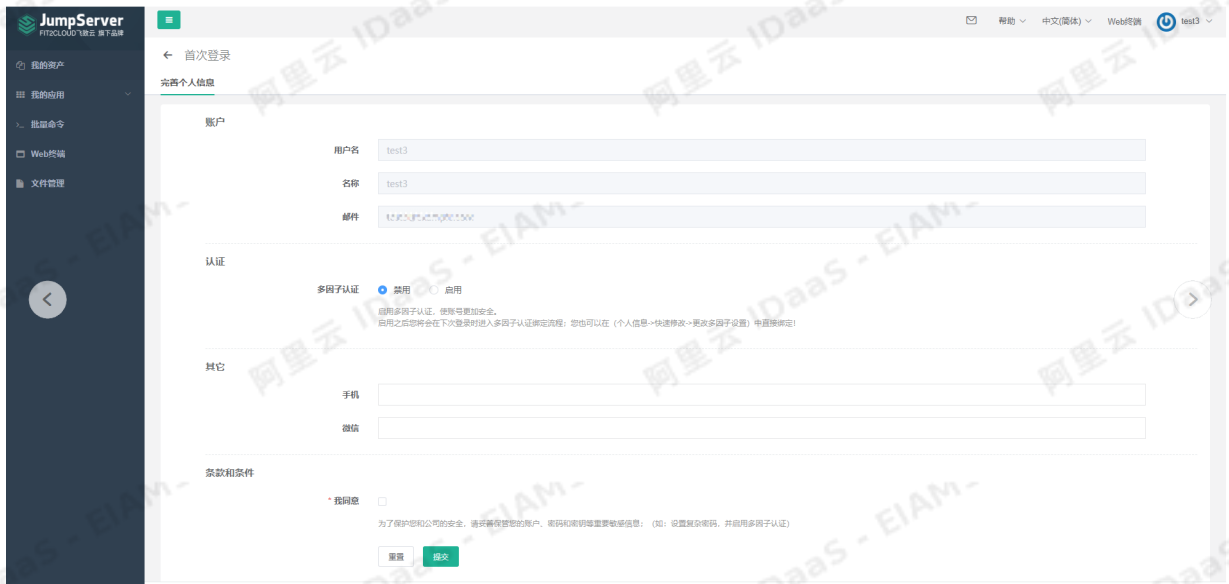 JumpServer
FIT2CLOUD飞致云 旗下品牌
帮助
中文(简体)
Web终端
test3
我的资产
我的应用
批量命令
Web终端
文件管理
首次登录
完善个人信息
账户
用户名 test3
名称 test3
邮件
认证
多因子认证 禁用 启用
启用多因子认证，使账号更加安全。
启用之后您将会在下次登录时进入多因子认证绑定流程；您也可以在（个人信息->快速修改->更改多因子设置）中直接绑定!
其它
手机
微信
条款和条件
* 我同意
为了保护您和公司的安全，请妥善保管您的账户，密码和密钥等重要敏感信息；（如：设置复杂密码，并启用多因子认证）
重置 提交
阿里云 IDaaS - EIAM